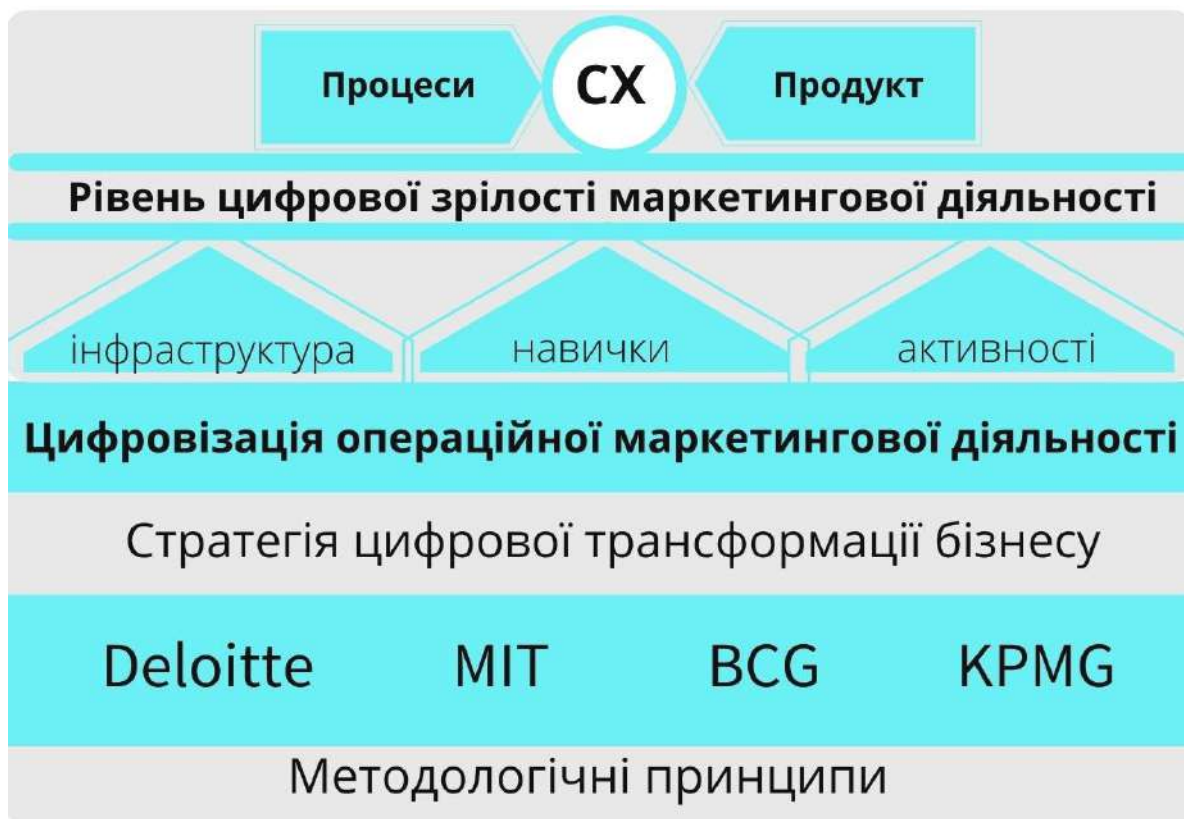 Процеси CX Продукт
Рівень цифрової зрілості маркетингової діяльності
інфраструктура навички активності
Цифровізація операційної маркетингової діяльності
Стратегія цифрової трансформації бізнесу
Deloitte MIT BCG KPMG
Методологічні принципи